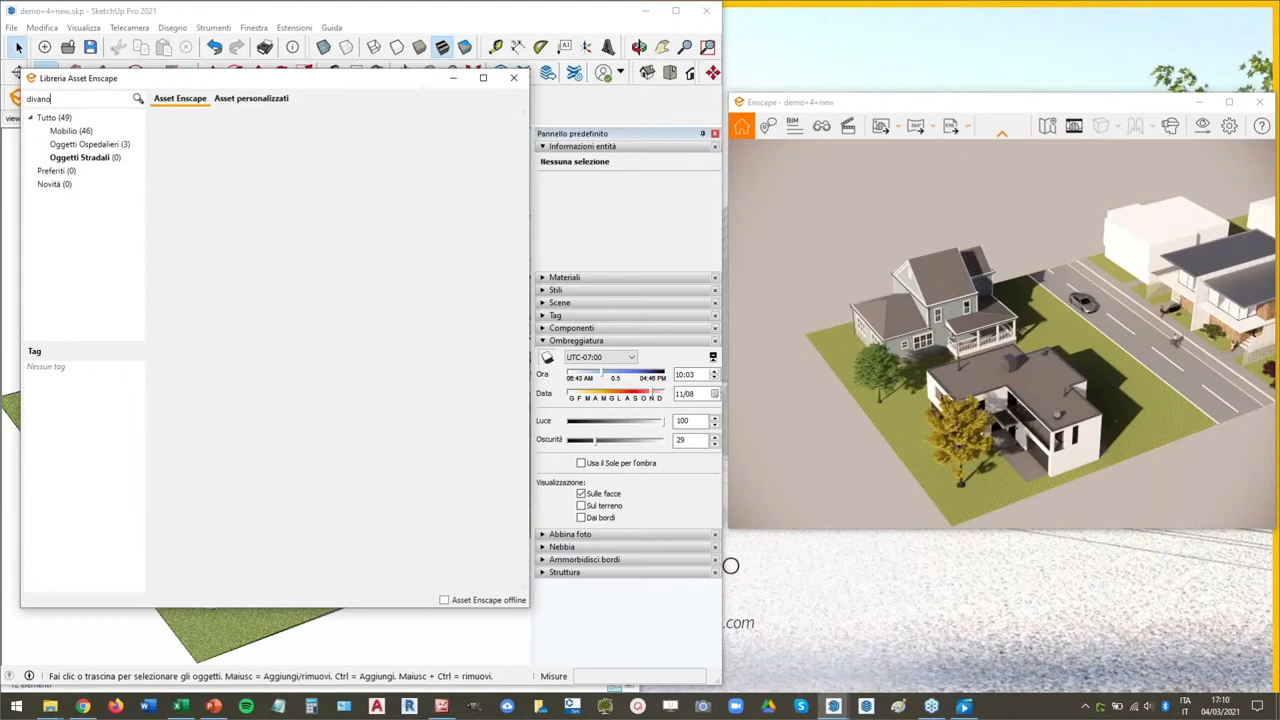 demo+4+new.skp - SketchUp Pro 2021
File Modifica Visualizza Telecamera Disegno Strumenti Finestra Estensioni Guida
Libreria Asset Enscape
divano
Asset Enscape Asset personalizzati
Tutto (49)
Mobilio (46)
Oggetti Ospedalieri (3)
Oggetti Stradali (0)
Preferiti (0)
Novità (0)
Tag
Nessun tag
Asset Enscape offline
view
Pannello predefinito
Informazioni entità
Nessuna selezione
Materiali
Stili
Scene
Tag
Componenti
Ombreggiatura
UTC-07:00
Ora
06:43 AM 0.5 04:46 PM
10:03
Data
G F M A M G L A S O N D
11/08
Luce
100
Oscurità
29
Usa il Sole per l'ombra
Visualizzazione:
Sulle facce
Sul terreno
Dai bordi
Abbina foto
Nebbia
Ammorbidisci bordi
Struttura
Fai clic o trascina per selezionare gli oggetti. Maiusc = Aggiungi/rimuovi. Ctrl = Aggiungi. Maiusc + Ctrl = rimuovi.
Misure
Enscape - demo+4+new
BIM
.com
ITA
IT
17:10
04/03/2021